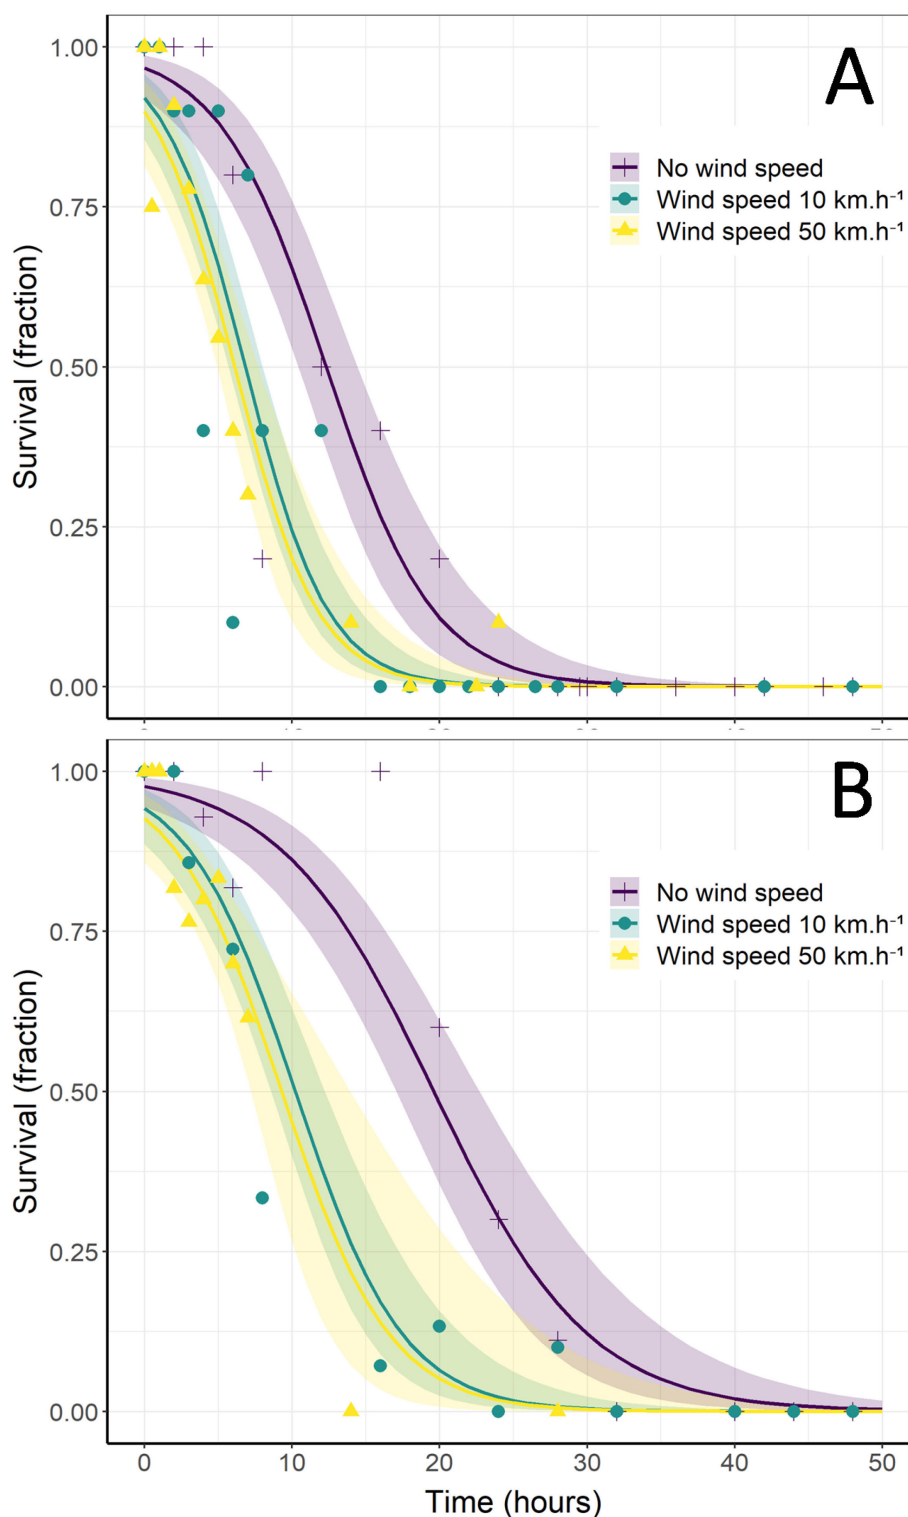 A
1.00
0.75
0.50
0.25
0.00
Survival (fraction)
No wind speed
Wind speed 10 km.h⁻¹
Wind speed 50 km.h⁻¹
B
1.00
0.75
0.50
0.25
0.00
Survival (fraction)
No wind speed
Wind speed 10 km.h⁻¹
Wind speed 50 km.h⁻¹
0 10 20 30 40 50
Time (hours)